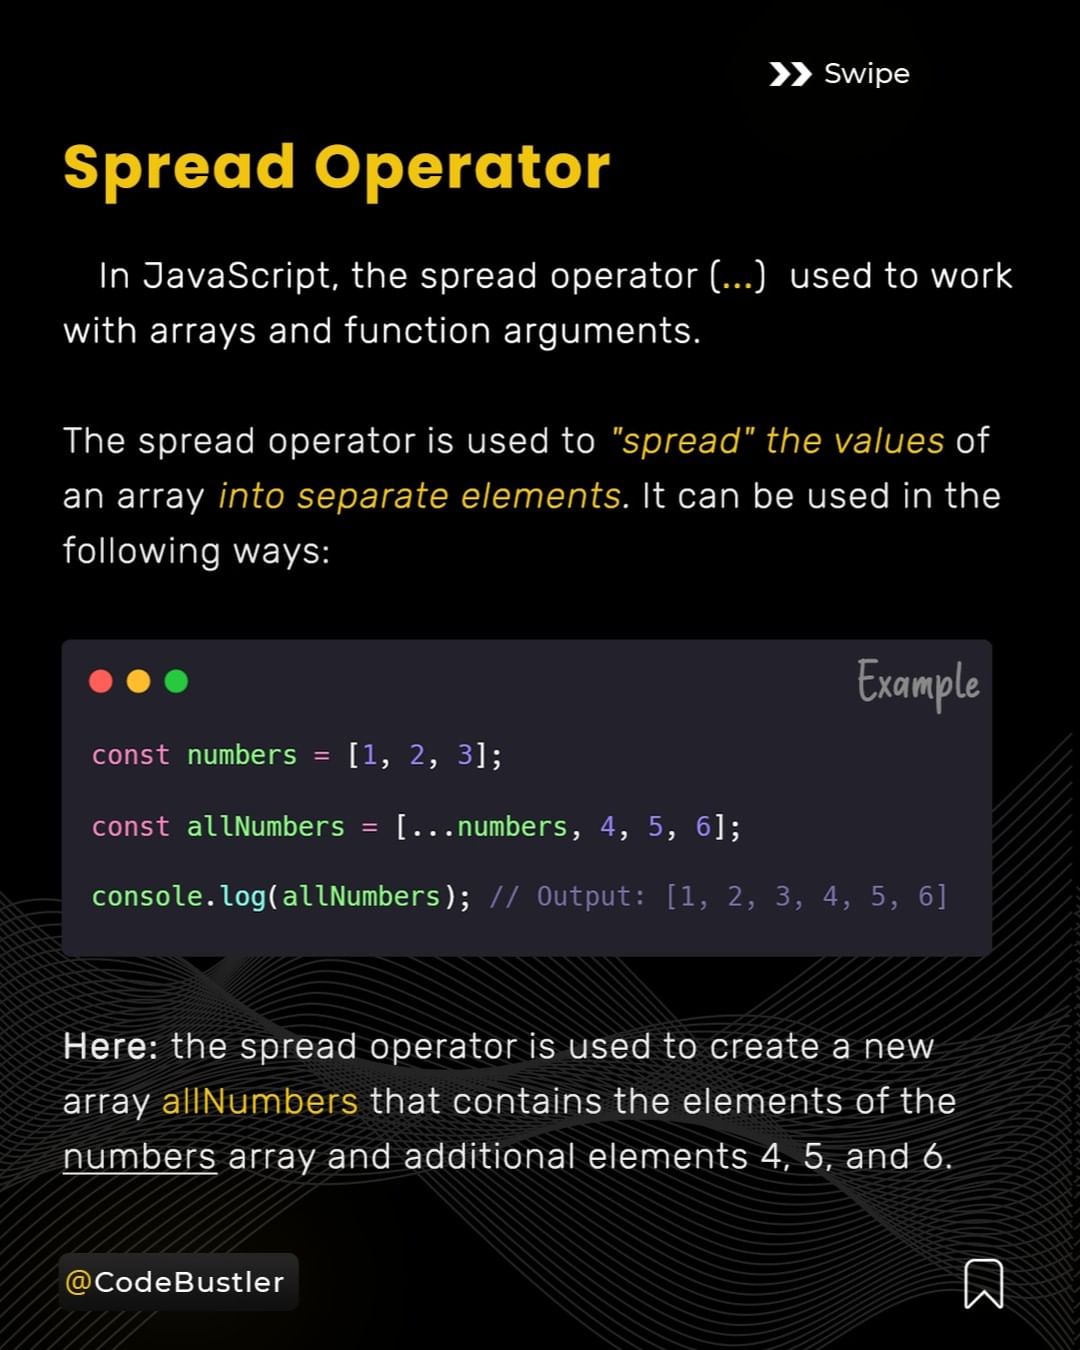 Swipe
Spread Operator
In JavaScript, the spread operator (...) used to work
with arrays and function arguments.
The spread operator is used to "spread" the values of
an array into separate elements. It can be used in the
following ways:
Example
const numbers = [1, 2, 3];
const allNumbers = [...numbers, 4, 5, 6];
console.log(allNumbers); // Output: [1, 2, 3, 4, 5, 6]
Here: the spread operator is used to create a new
array allNumbers that contains the elements of the
numbers array and additional elements 4, 5, and 6.
@CodeBustler